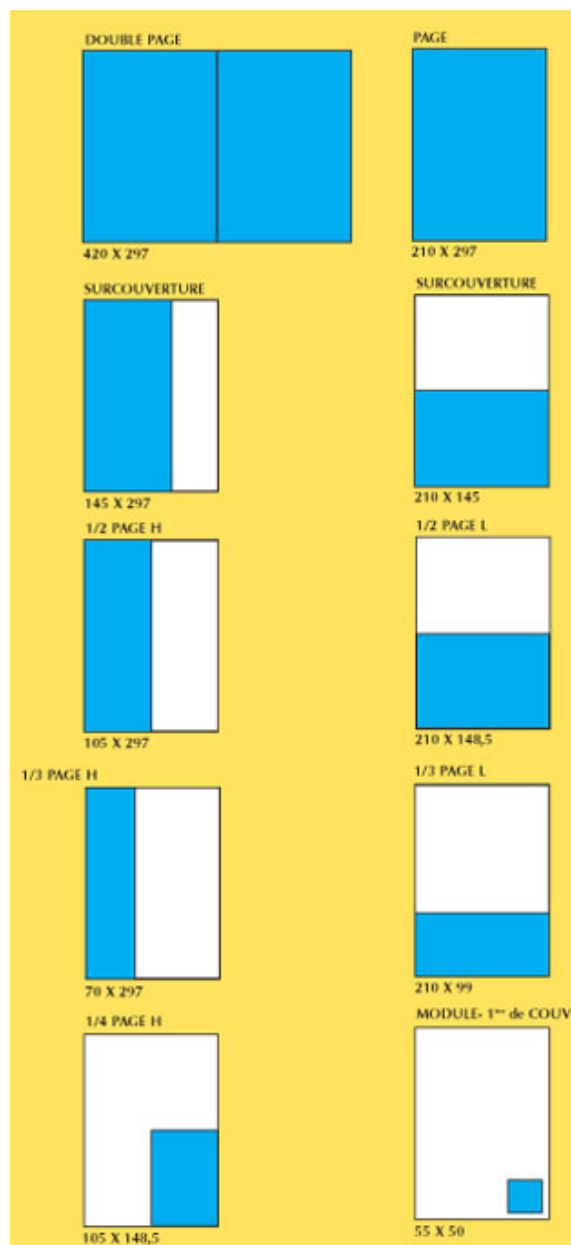 DOUBLE PAGE
PAGE
420 X 297
210 X 297
SURCOUVERTURE
SURCOUVERTURE
145 X 297
210 X 145
1/2 PAGE H
1/2 PAGE L
105 X 297
210 X 148,5
1/3 PAGE H
1/3 PAGE L
70 X 297
210 X 99
1/4 PAGE H
MODULE- 1ère de COUV
105 X 148,5
55 X 50